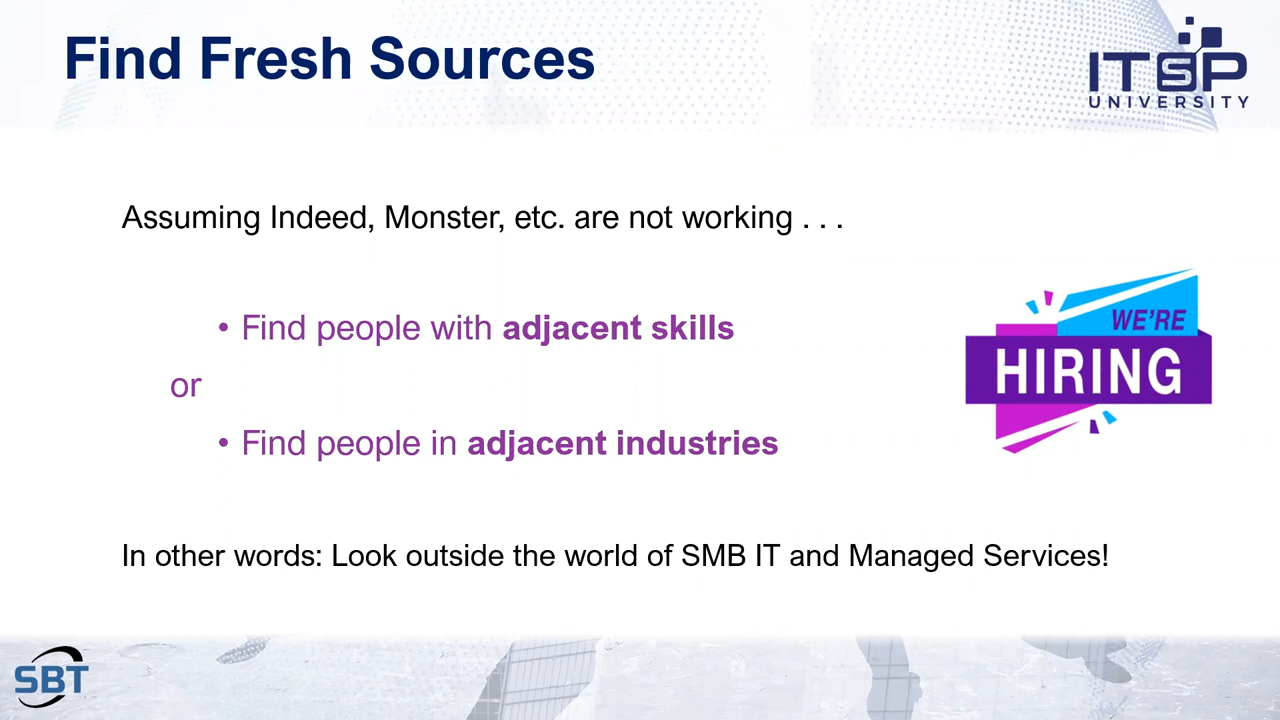 Find Fresh Sources
ITSP
UNIVERSITY
Assuming Indeed, Monster, etc. are not working . . .
• Find people with adjacent skills
or
• Find people in adjacent industries
WE'RE
HIRING
In other words: Look outside the world of SMB IT and Managed Services!
SBT